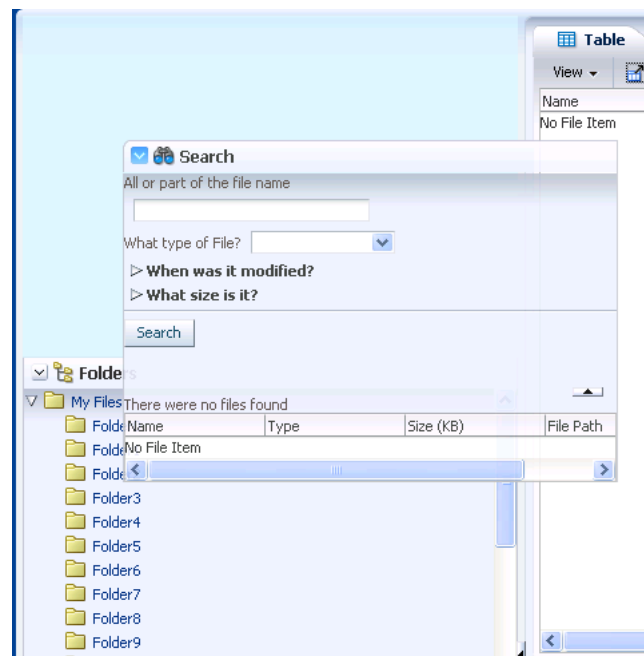 Table
View
Name
No File Item
Search
All or part of the file name
What type of File?
When was it modified?
What size is it?
Search
Folders
My Files
There were no files found
Name Type Size (KB) File Path
No File Item
Folder3
Folder4
Folder5
Folder6
Folder7
Folder8
Folder9